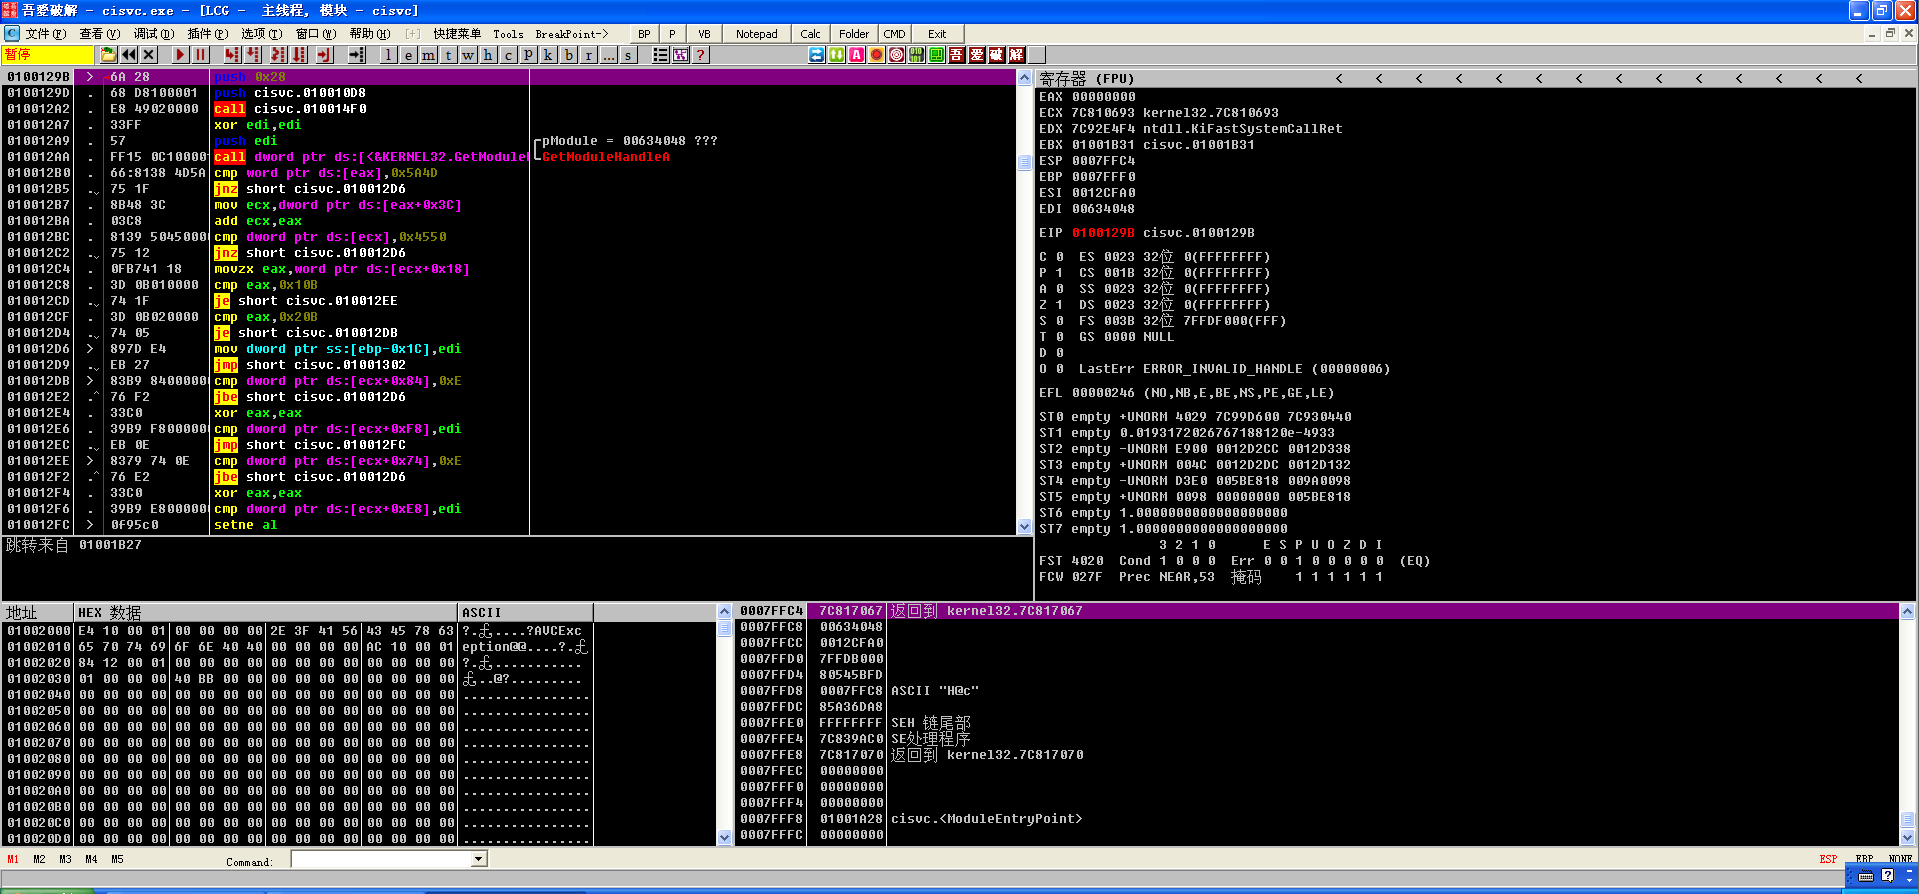 吾愛破解 - cisvc.exe - [LCG -  主线程, 模块 - cisvc]
文件(F) 查看(V) 调试(D) 插件(P) 选项(T) 窗口(W) 帮助(H) [+] 快捷菜单 Tools BreakPoint-> BP P VB Notepad Calc Folder CMD Exit
暂停 l e m t w h c p k b r ... s ? 吾 爱 破 解
0100129B > 6A 28 push 0x28
0100129D . 68 D8100001 push cisvc.010010D8
010012A2 . E8 49020000 call cisvc.010014F0
010012A7 . 33FF xor edi,edi
010012A9 . 57 push edi pModule = 00634048 ???
010012AA . FF15 0C10000 call dword ptr ds:[<&KERNEL32.GetModule GetModuleHandleA
010012B0 . 66:8138 4D5A cmp word ptr ds:[eax],0x5A4D
010012B5 . 75 1F jnz short cisvc.010012D6
010012B7 . 8B48 3C mov ecx,dword ptr ds:[eax+0x3C]
010012BA . 03C8 add ecx,eax
010012BC . 8139 5045000 cmp dword ptr ds:[ecx],0x4550
010012C2 . 75 12 jnz short cisvc.010012D6
010012C4 . 0FB741 18 movzx eax,word ptr ds:[ecx+0x18]
010012C8 . 3D 0B010000 cmp eax,0x10B
010012CD . 74 1F je short cisvc.010012EE
010012CF . 3D 0B020000 cmp eax,0x20B
010012D4 . 74 05 je short cisvc.010012DB
010012D6 > 897D E4 mov dword ptr ss:[ebp-0x1C],edi
010012D9 . EB 27 jmp short cisvc.01001302
010012DB > 83B9 8400000 cmp dword ptr ds:[ecx+0x84],0xE
010012E2 . 76 F2 jbe short cisvc.010012D6
010012E4 . 33C0 xor eax,eax
010012E6 . 39B9 F800000 cmp dword ptr ds:[ecx+0xF8],edi
010012EC . EB 0E jmp short cisvc.010012FC
010012EE > 8379 74 0E cmp dword ptr ds:[ecx+0x74],0xE
010012F2 . 76 E2 jbe short cisvc.010012D6
010012F4 . 33C0 xor eax,eax
010012F6 . 39B9 E800000 cmp dword ptr ds:[ecx+0xE8],edi
010012FC > 0f95c0 setne al
跳转来自 01001B27
寄存器 (FPU) < < < < < < < < < < < < < <
EAX 00000000
ECX 7C810693 kernel32.7C810693
EDX 7C92E4F4 ntdll.KiFastSystemCallRet
EBX 01001B31 cisvc.01001B31
ESP 0007FFC4
EBP 0007FFF0
ESI 0012CFA0
EDI 00634048
EIP 0100129B cisvc.0100129B
C 0 ES 0023 32位 0(FFFFFFFF)
P 1 CS 001B 32位 0(FFFFFFFF)
A 0 SS 0023 32位 0(FFFFFFFF)
Z 1 DS 0023 32位 0(FFFFFFFF)
S 0 FS 003B 32位 7FFDF000(FFF)
T 0 GS 0000 NULL
D 0
O 0 LastErr ERROR_INVALID_HANDLE (00000006)
EFL 00000246 (NO,NB,E,BE,NS,PE,GE,LE)
ST0 empty +UNORM 4029 7C99D600 7C930440
ST1 empty 0.0193172026767188120e-4933
ST2 empty -UNORM E900 0012D2CC 0012D338
ST3 empty +UNORM 004C 0012D2DC 0012D132
ST4 empty -UNORM D3E0 005BE818 009A0098
ST5 empty +UNORM 0098 00000000 005BE818
ST6 empty 1.0000000000000000000
ST7 empty 1.0000000000000000000
3 2 1 0 E S P U O Z D I
FST 4020 Cond 1 0 0 0 Err 0 0 1 0 0 0 0 0 (EQ)
FCW 027F Prec NEAR,53 掩码 1 1 1 1 1 1
地址 HEX 数据 ASCII
01002000 E4 10 00 01 00 00 00 00 2E 3F 41 56 43 45 78 63 ?.£....?AVCExc
01002010 65 70 74 69 6F 6E 40 40 00 00 00 00 AC 10 00 01 eption@@....?.£
01002020 84 12 00 01 00 00 00 00 00 00 00 00 00 00 00 00 ?.£............
01002030 01 00 00 00 40 BB 00 00 00 00 00 00 00 00 00 00 £...@?.........
01002040 00 00 00 00 00 00 00 00 00 00 00 00 00 00 00 00 ................
01002050 00 00 00 00 00 00 00 00 00 00 00 00 00 00 00 00 ................
01002060 00 00 00 00 00 00 00 00 00 00 00 00 00 00 00 00 ................
01002070 00 00 00 00 00 00 00 00 00 00 00 00 00 00 00 00 ................
01002080 00 00 00 00 00 00 00 00 00 00 00 00 00 00 00 00 ................
01002090 00 00 00 00 00 00 00 00 00 00 00 00 00 00 00 00 ................
010020A0 00 00 00 00 00 00 00 00 00 00 00 00 00 00 00 00 ................
010020B0 00 00 00 00 00 00 00 00 00 00 00 00 00 00 00 00 ................
010020C0 00 00 00 00 00 00 00 00 00 00 00 00 00 00 00 00 ................
010020D0 00 00 00 00 00 00 00 00 00 00 00 00 00 00 00 00 ................
0007FFC4 7C817067 返回到 kernel32.7C817067
0007FFC8 00634048
0007FFCC 0012CFA0
0007FFD0 7FFDB000
0007FFD4 80545BFD
0007FFD8 0007FFC8 ASCII "H@c"
0007FFDC 85A36DA8
0007FFE0 FFFFFFFF SEH 链尾部
0007FFE4 7C839AC0 SE处理程序
0007FFE8 7C817070 返回到 kernel32.7C817070
0007FFEC 00000000
0007FFF0 00000000
0007FFF4 00000000
0007FFF8 01001A28 cisvc.<ModuleEntryPoint>
0007FFFC 00000000
M1 M2 M3 M4 M5 Command: ESP EBP NONE